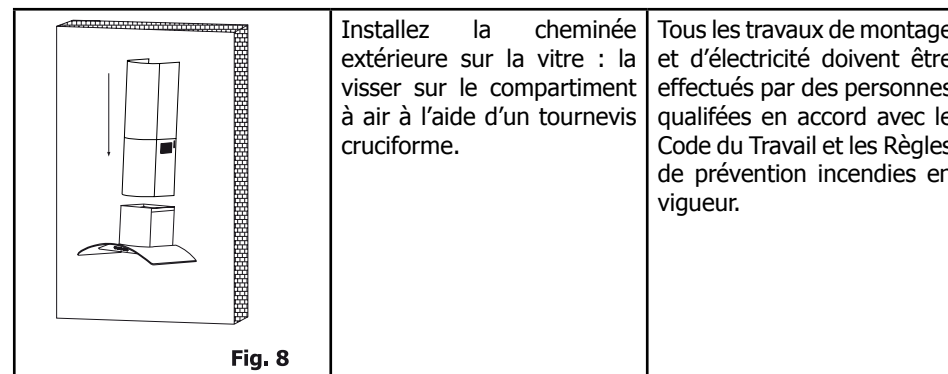 Fig. 8
Installez la cheminée
extérieure sur la vitre : la
visser sur le compartiment
à air à l’aide d’un tournevis
cruciforme.
Tous les travaux de montage
et d’électricité doivent être
effectués par des personnes
qualifées en accord avec le
Code du Travail et les Règles
de prévention incendies en
vigueur.